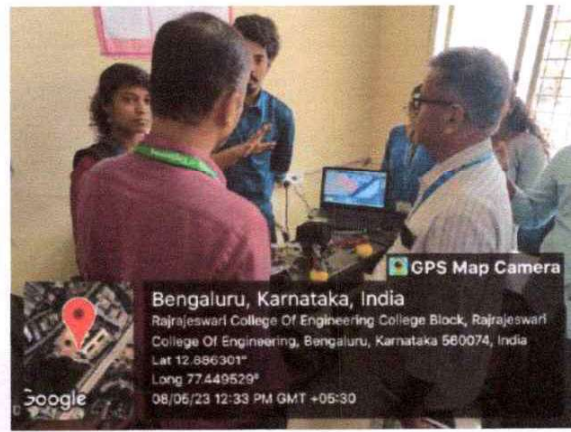 GPS Map Camera
Bengaluru, Karnataka, India
Rajrajeswari College Of Engineering College Block, Rajrajeswari
College Of Engineering, Bengaluru, Karnataka 560074, India
Lat 12.886301°
Long 77.449529°
08/05/23 12:33 PM GMT +05:30
Google